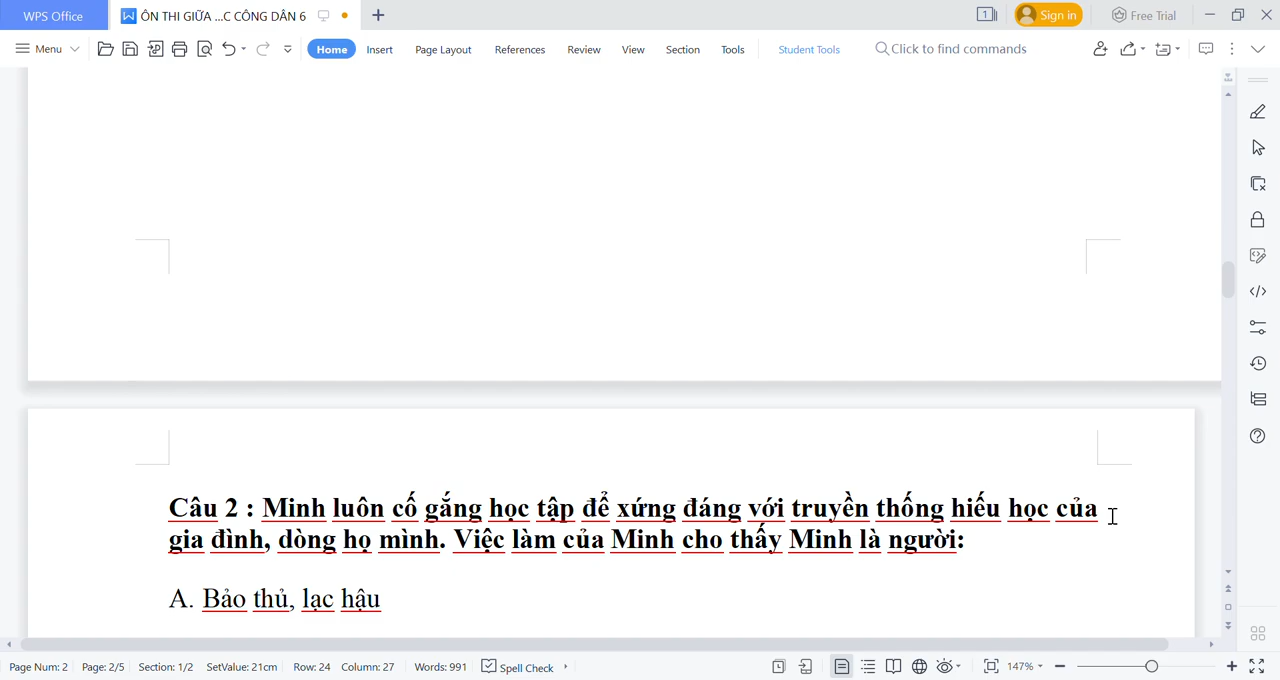 WPS Office
ÔN THI GIỮA ...C CÔNG DÂN 6
1
Sign in
Free Trial
Menu
Home
Insert
Page Layout
References
Review
View
Section
Tools
Student Tools
Click to find commands
Câu 2 : Minh luôn cố gắng học tập để xứng đáng với truyền thống hiếu học của
gia đình, dòng họ mình. Việc làm của Minh cho thấy Minh là người:
A. Bảo thủ, lạc hậu
Page Num: 2
Page: 2/5
Section: 1/2
SetValue: 21cm
Row: 24
Column: 27
Words: 991
Spell Check
147%